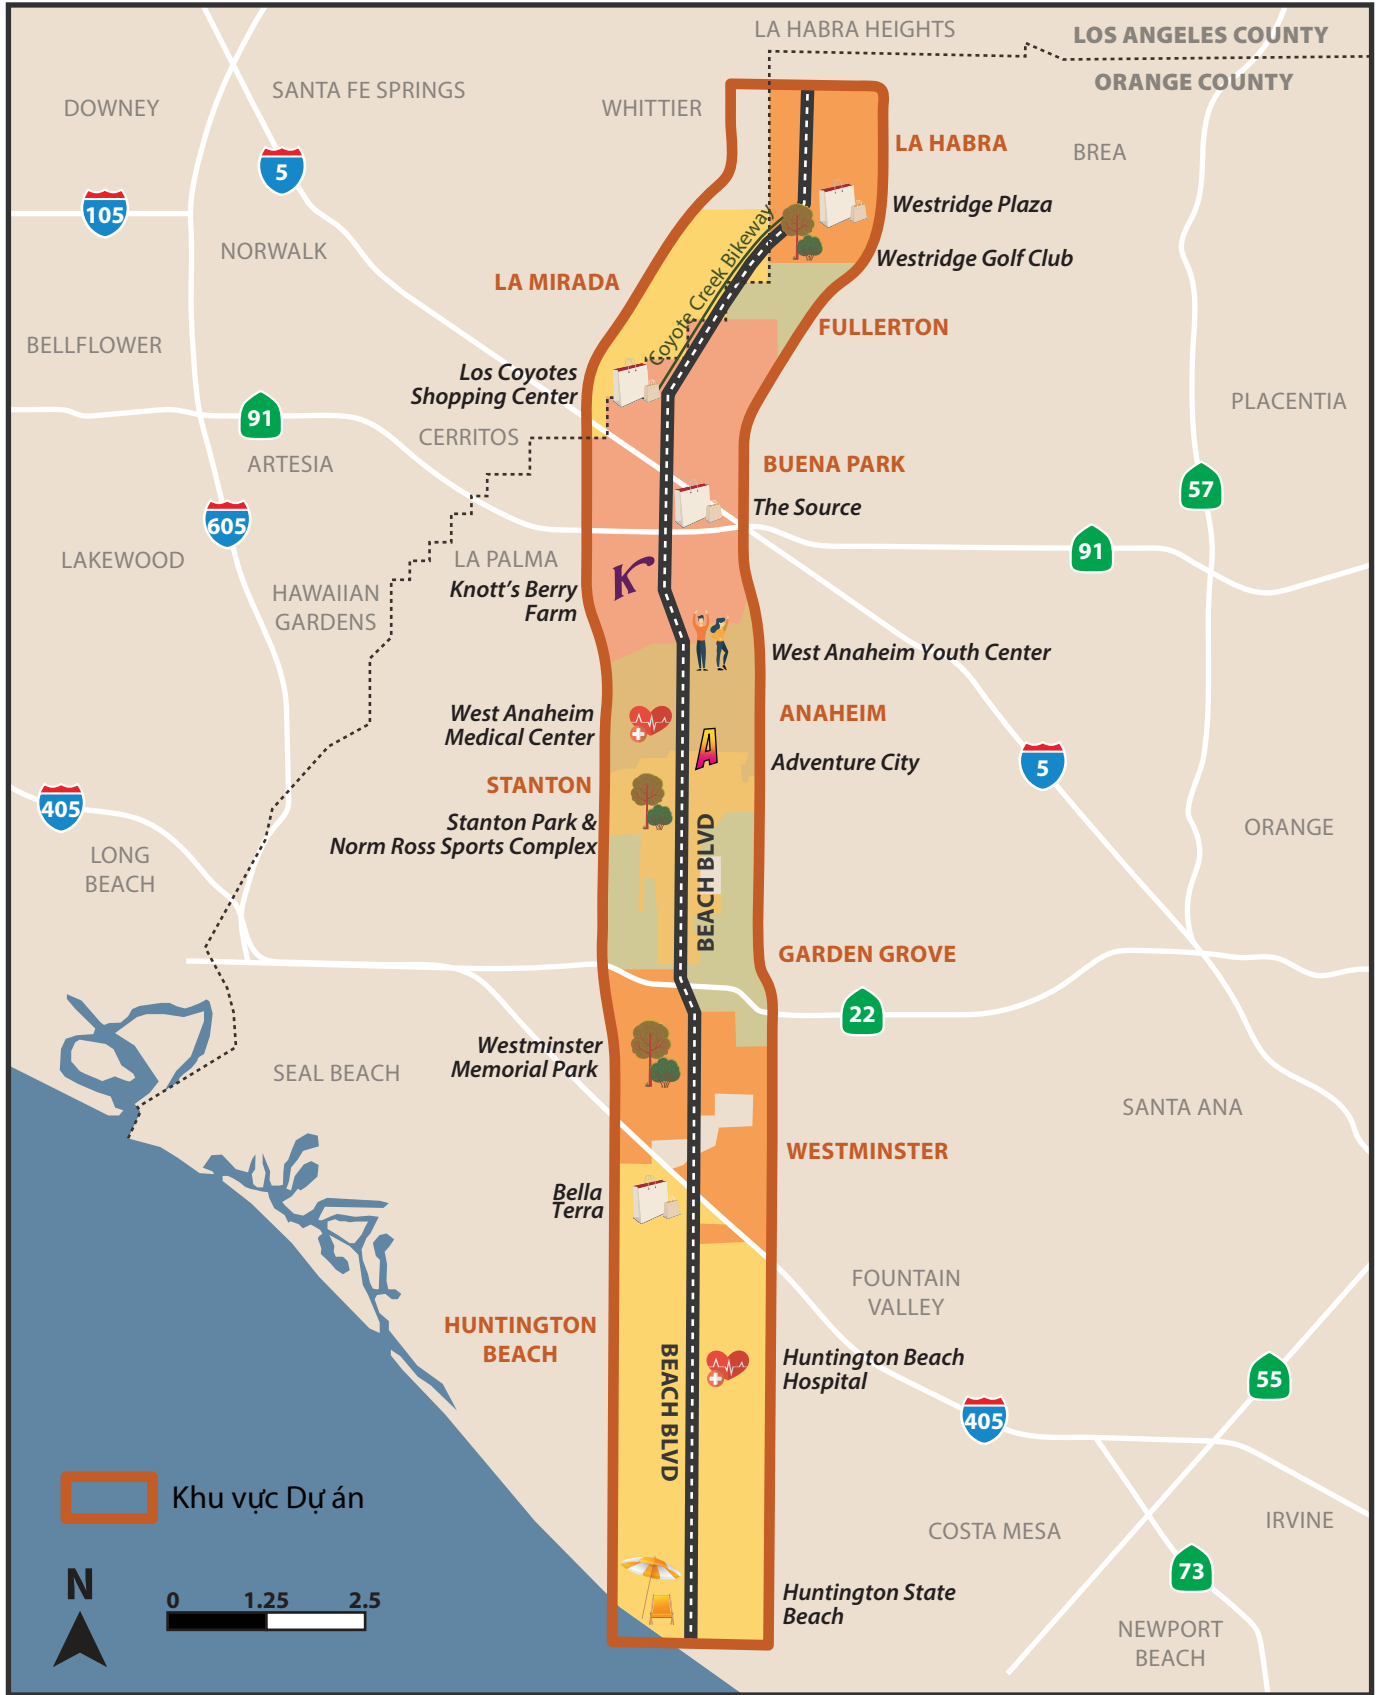 LA HABRA HEIGHTS
LOS ANGELES COUNTY
ORANGE COUNTY
SANTA FE SPRINGS
DOWNEY
WHITTIER
LA HABRA
BREA
5
105
Westridge Plaza
NORWALK
Westridge Golf Club
LA MIRADA
Coyote Creek Bikeway
FULLERTON
BELLFLOWER
Los Coyotes
Shopping Center
PLACENTIA
91
CERRITOS
ARTESIA
BUENA PARK
57
The Source
605
91
LAKEWOOD
LA PALMA
HAWAIIAN
GARDENS
Knott's Berry
Farm
K
West Anaheim Youth Center
West Anaheim
Medical Center
ANAHEIM
A
Adventure City
5
STANTON
405
Stanton Park &
Norm Ross Sports Complex
ORANGE
LONG
BEACH
BEACH BLVD
GARDEN GROVE
22
Westminster
Memorial Park
SEAL BEACH
SANTA ANA
WESTMINSTER
Bella
Terra
FOUNTAIN
VALLEY
HUNTINGTON
BEACH
BEACH BLVD
Huntington Beach
Hospital
55
405
Khu vực Dự án
COSTA MESA
IRVINE
73
N
0 1.25 2.5
Huntington State
Beach
NEWPORT
BEACH